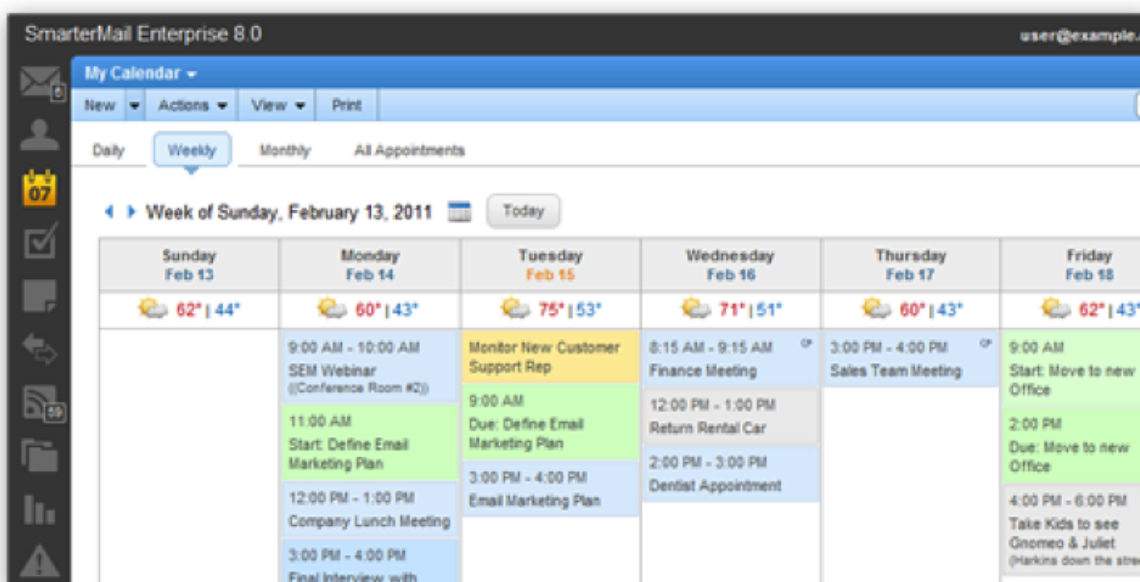 SmarterMail Enterprise 8.0
user@example.
My Calendar
6
New Actions View Print
Daily Weekly Monthly All Appointments
07
Week of Sunday, February 13, 2011 Today
Sunday Monday Tuesday Wednesday Thursday Friday
Feb 13 Feb 14 Feb 15 Feb 16 Feb 17 Feb 18
62°|44° 60°|43° 75°|53° 71°|51° 60°|43° 62°|43°
9:00 AM - 10:00 AM
SEM Webinar
((Conference Room #2))
11:00 AM
Start: Define Email
Marketing Plan
12:00 PM - 1:00 PM
Company Lunch Meeting
3:00 PM - 4:00 PM
Final Interview with
Monitor New Customer
Support Rep
9:00 AM
Due: Define Email
Marketing Plan
3:00 PM - 4:00 PM
Email Marketing Plan
8:15 AM - 9:15 AM
Finance Meeting
12:00 PM - 1:00 PM
Return Rental Car
2:00 PM - 3:00 PM
Dentist Appointment
3:00 PM - 4:00 PM
Sales Team Meeting
9:00 AM
Start: Move to new
Office
2:00 PM
Due: Move to new
Office
4:00 PM - 6:00 PM
Take Kids to see
Gnomeo & Juliet
(Harkins down the stre
59